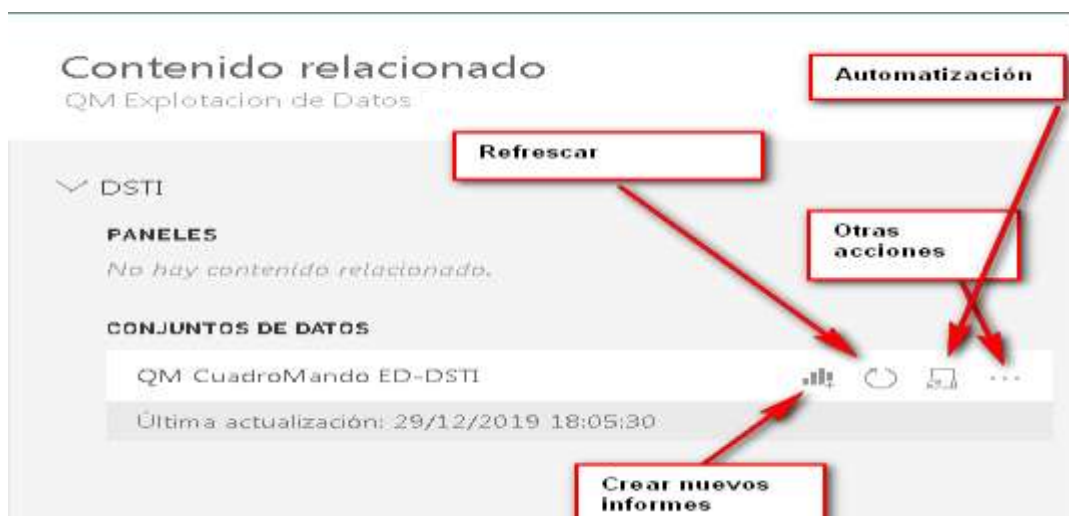 Contenido relacionado
QM Explotacion de Datos
Automatización
Refrescar
DSTI
Otras
acciones
PANELES
No hay contenido relacionado.
CONJUNTOS DE DATOS
QM CuadroMando ED-DSTI
Última actualización: 29/12/2019 18:05:30
Crear nuevos
informes